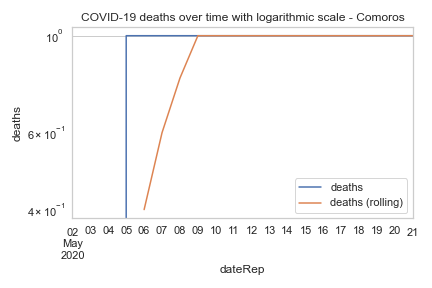 COVID-19 deaths over time with logarithmic scale - Comoros
10⁰
6 × 10⁻¹
4 × 10⁻¹
deaths
deaths
deaths (rolling)
02 03 04 05 06 07 08 09 10 11 12 13 14 15 16 17 18 19 20 21
May
2020
dateRep